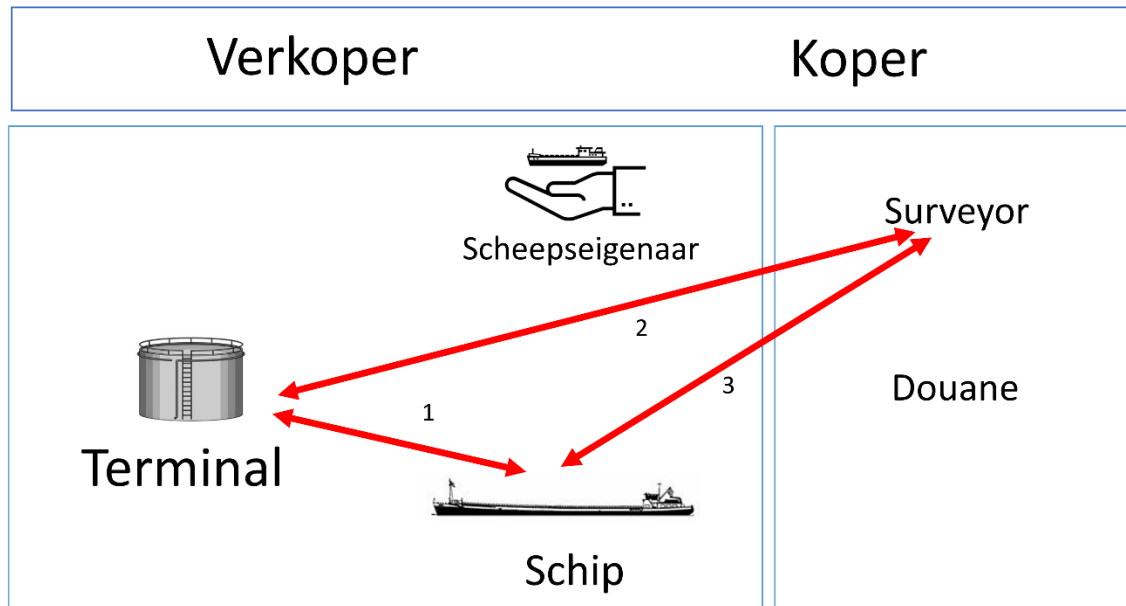 Verkoper
Koper
Scheepseigenaar
Surveyor
2
3
Douane
1
Terminal
Schip